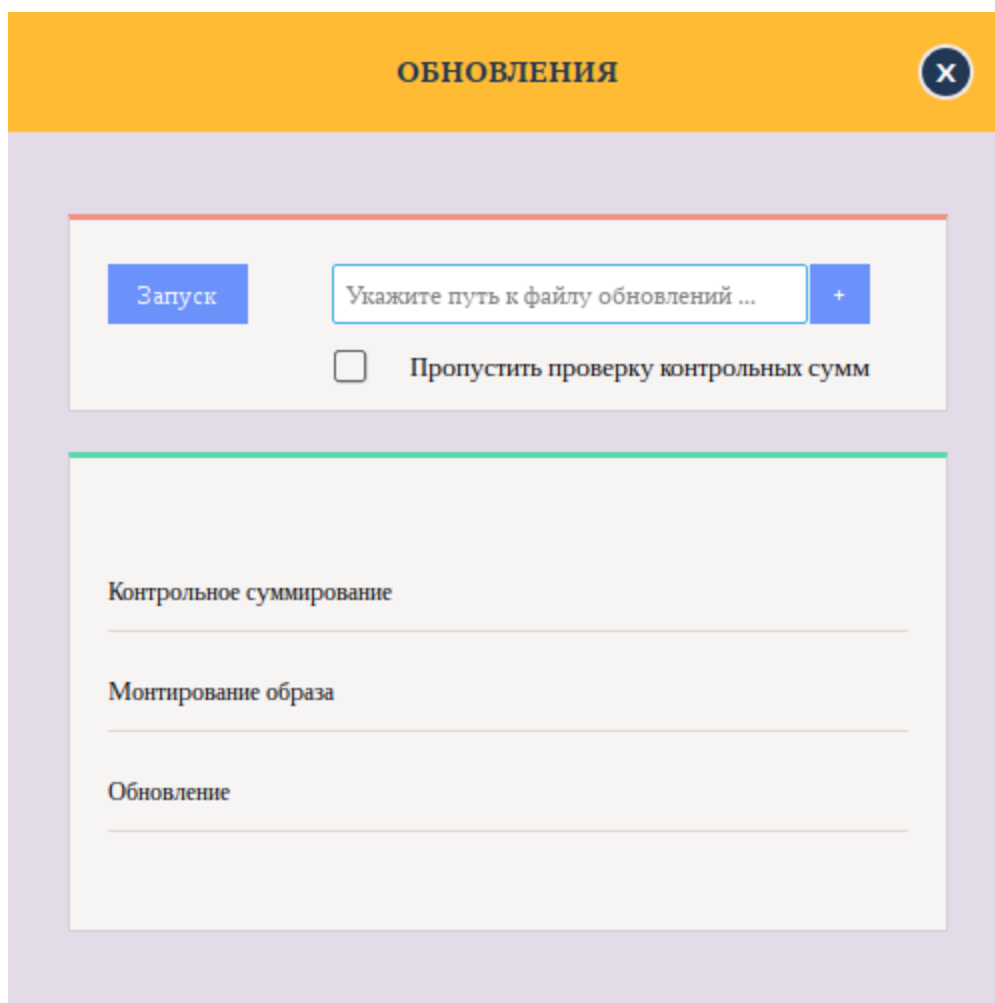 ОБНОВЛЕНИЯ
x
Запуск
Укажите путь к файлу обновлений ...
+
Пропустить проверку контрольных сумм
Контрольное суммирование
Монтирование образа
Обновление